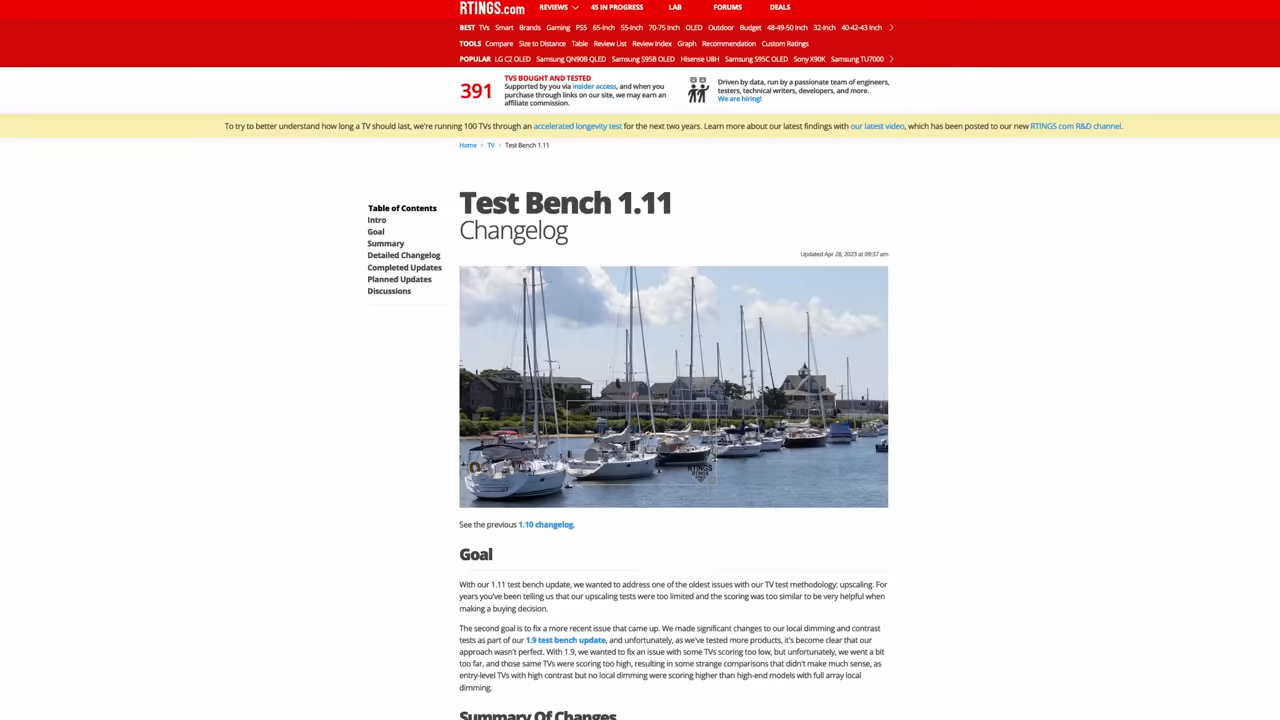 RTINGS.com REVIEWS 45 IN PROGRESS LAB FORUMS DEALS
BEST TVs Smart Brands Gaming PS5 65-Inch 55-Inch 70-75 Inch OLED Outdoor Budget 48-49-50 Inch 32-Inch 40-42-43 Inch
TOOLS Compare Size to Distance Table Review List Review Index Graph Recommendation Custom Ratings
POPULAR LG C2 OLED Samsung QN90B QLED Samsung S95B OLED Hisense U8H Samsung S95C OLED Sony X90K Samsung TU7000
391
TVS BOUGHT AND TESTED
Supported by you via insider access, and when you
purchase through links on our site, we may earn an
affiliate commission.
Driven by data, run by a passionate team of engineers,
testers, technical writers, developers, and more.
We are hiring!
To try to better understand how long a TV should last, we're running 100 TVs through an accelerated longevity test for the next two years. Learn more about our latest findings with our latest video, which has been posted to our new RTINGS com R&D channel.
Home » TV » Test Bench 1.11
Table of Contents
Intro
Goal
Summary
Detailed Changelog
Completed Updates
Planned Updates
Discussions
Test Bench 1.11
Changelog
Updated Apr 28, 2023 at 09:37 am
RTINGS
RTINGS
See the previous 1.10 changelog.
Goal
With our 1.11 test bench update, we wanted to address one of the oldest issues with our TV test methodology: upscaling. For
years you've been telling us that our upscaling tests were too limited and the scoring was too similar to be very helpful when
making a buying decision.
The second goal is to fix a more recent issue that came up. We made significant changes to our local dimming and contrast
tests as part of our 1.9 test bench update, and unfortunately, as we've tested more products, it's become clear that our
approach wasn't perfect. With 1.9, we wanted to fix an issue with some TVs scoring too low, but unfortunately, we went a bit
too far, and those same TVs were scoring too high, resulting in some strange comparisons that didn't make much sense, as
entry-level TVs with high contrast but no local dimming were scoring higher than high-end models with full array local
dimming.
Summary Of Changes